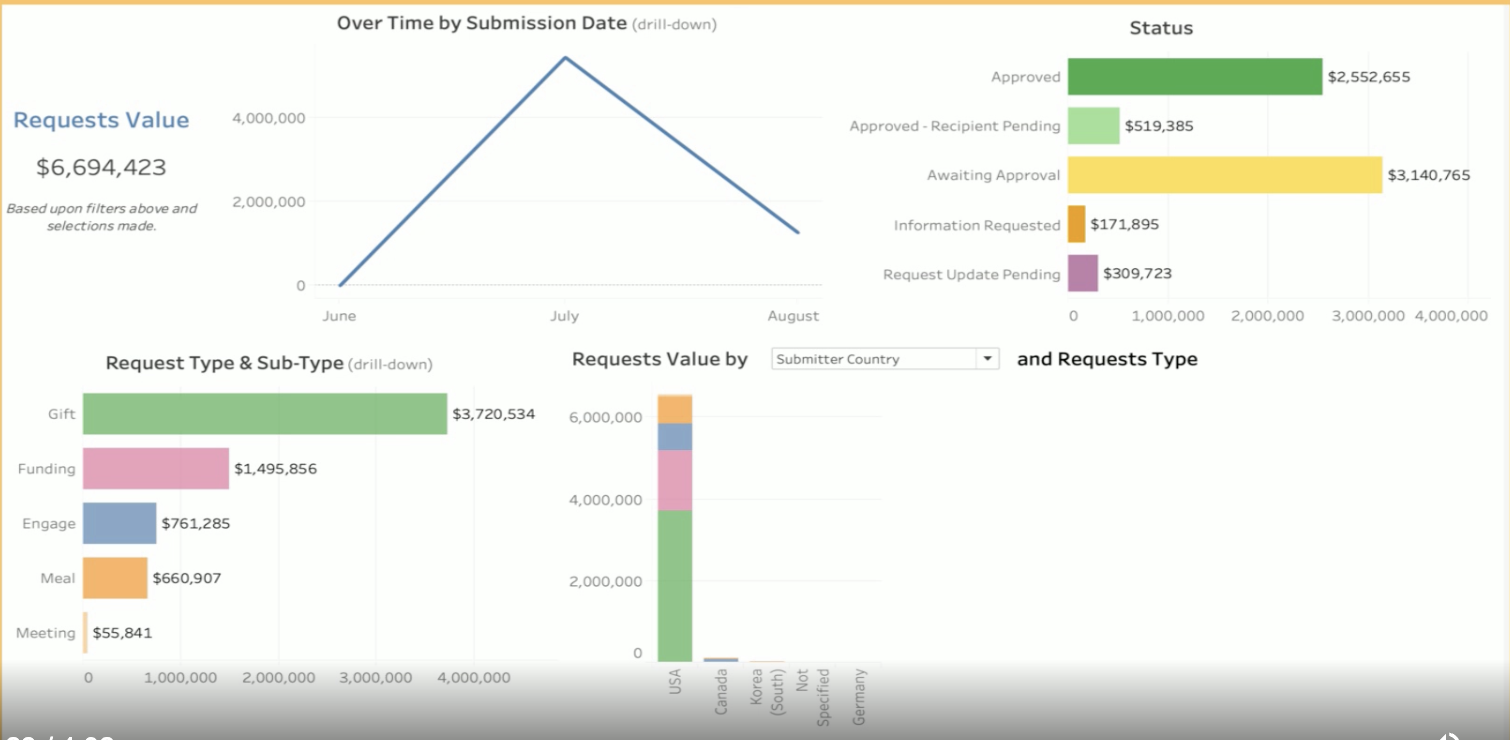 Over Time by Submission Date (drill-down)
Requests Value
$6,694,423
Based upon filters above and
selections made.
4,000,000
2,000,000
0
June July August
Status
Approved $2,552,655
Approved - Recipient Pending $519,385
Awaiting Approval $3,140,765
Information Requested $171,895
Request Update Pending $309,723
0 1,000,000 2,000,000 3,000,000 4,000,000
Request Type & Sub-Type (drill-down)
Gift $3,720,534
Funding $1,495,856
Engage $761,285
Meal $660,907
Meeting $55,841
0 1,000,000 2,000,000 3,000,000 4,000,000
Requests Value by Submitter Country and Requests Type
6,000,000
4,000,000
2,000,000
0
USA
Canada
Korea
(South)
Not
Specified
Germany